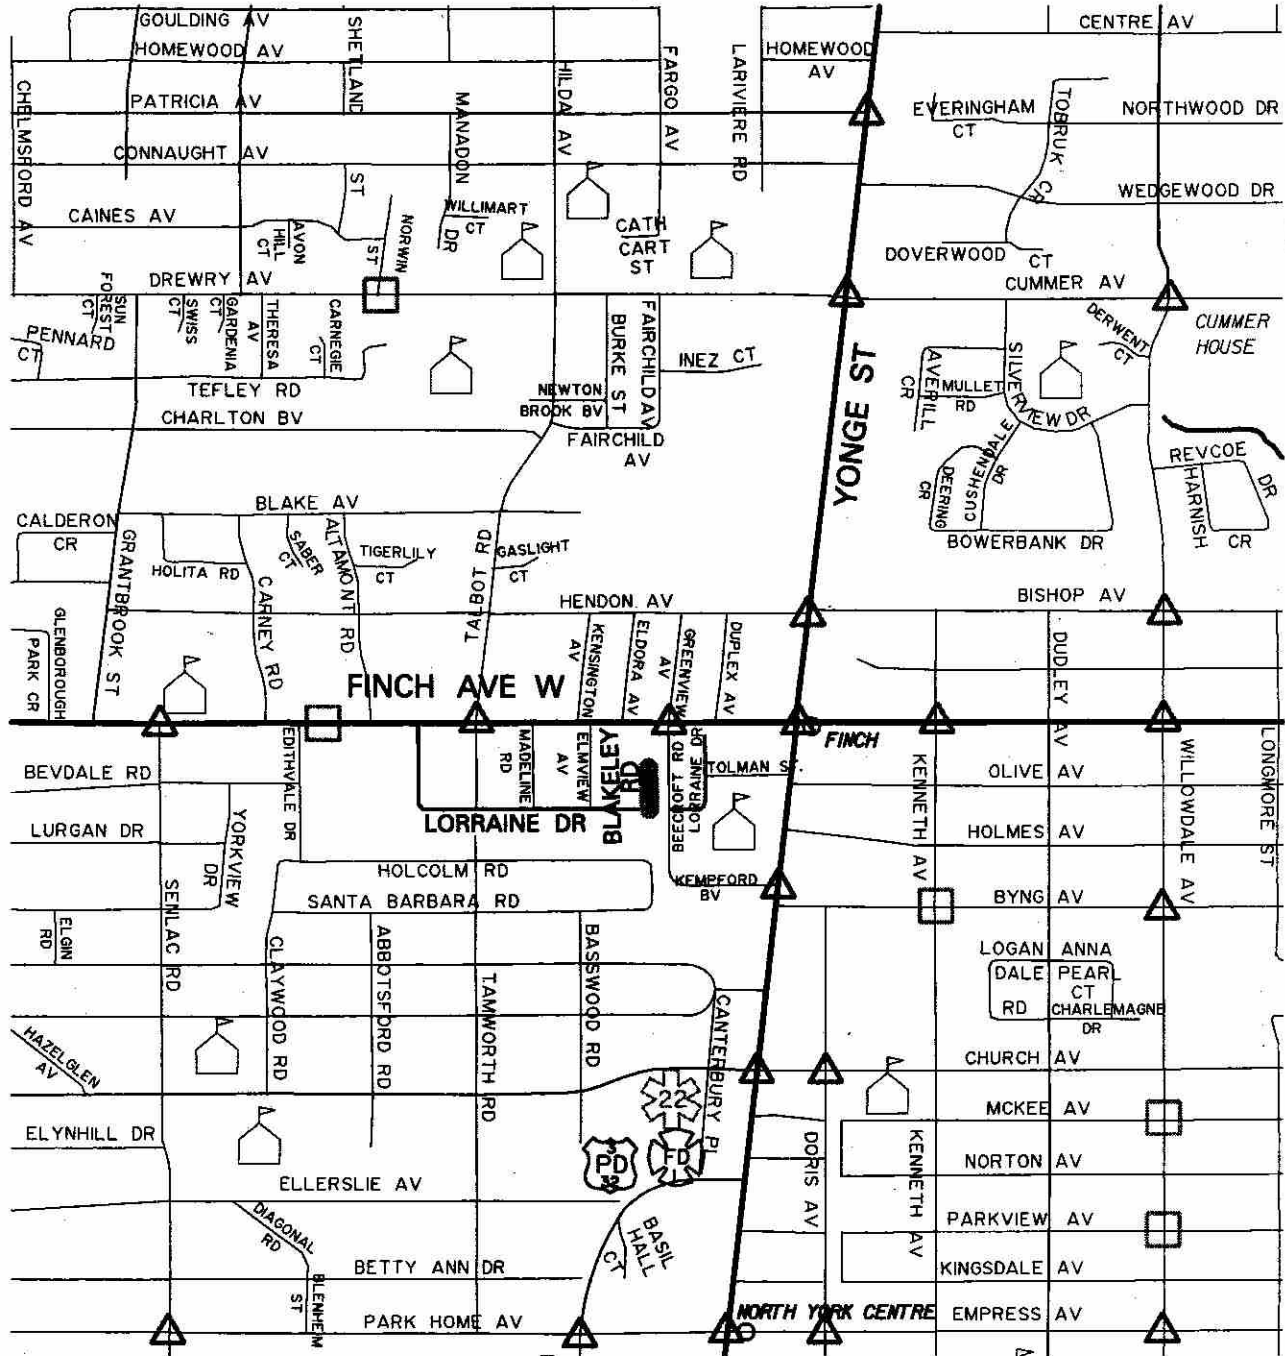 GOULDING AV
SHETLAND
CENTRE AV
HOMEWOOD AV
HOMEWOOD
AV
CHELMSFORD AV
HILDA AV
FARGO AV
LARIVIERE RD
PATRICIA AV
MANADON
DR
EVERINGHAM
CT
TOBRUK
CR
NORTHWOOD DR
CONNAUGHT AV
ST
WEDGEWOOD DR
CAINES AV
AVON
HILL
CT
NORWIN
ST
WILLIMART
CT
CATH
CART
ST
DOVERWOOD
CT
DREWRY AV
CUMMER AV
SUN
FOREST
CT
SWISS
CT
GARDENIA
CT
THERESA
AV
CARNEGIE
CT
PENNARD
CT
BURKE ST
FAIRCHILD AV
INEZ CT
YONGE ST
AVERILL
CR
MULLET
RD
SILVERVIEW DR
DERWENT
CT
CUMMER
HOUSE
TEFLEY RD
NEWTON
BROOK BV
CHARLTON BV
FAIRCHILD
AV
DEERING
CR
CUSHENDALE
DR
REVCOE
DR
HARNISH
CR
BLAKE AV
CALDERON
CR
GRANTBROOK ST
HOLITA RD
CARNEY RD
SABER
CT
ALTAMONT RD
TIGERLILY
CT
TALBOT RD
GASLIGHT
CT
BOWERBANK DR
HENDON AV
BISHOP AV
GLENBOROUGH
PARK CR
KENSINGTON
AV
ELDORA AV
GREENVIEW
AV
DUPLEX AV
DUDLEY
AV
FINCH AVE W
FINCH
BEVDALE RD
EDITHVALE DR
MADELINE
RD
ELMVIEW
AV
BLAKELEY
RD
BEECROFT RD
LORRAINE DR
TOLMAN ST.
KENNETH AV
OLIVE AV
WILLOWDALE AV
LONGMORE ST
LURGAN DR
YORKVIEW
DR
LORRAINE DR
HOLMES AV
HOLCOLM RD
KEMPFORD
BV
SANTA BARBARA RD
BYNG AV
SENLAC RD
ELGIN
RD
CLAYWOOD RD
ABBOTSFORD RD
TAMWORTH RD
BASSWOOD RD
CANTERBURY PL
LOGAN
DALE
RD
ANNA
PEARL
CT
CHARLEMAGNE
DR
HAZELGLEN
AV
CHURCH AV
22
MCKEE AV
ELYNHILL DR
3
PD
32
FD
DORIS AV
KENNETH AV
NORTON AV
ELLERSLIE AV
PARKVIEW AV
DIAGONAL
RD
BASIL
HALL
CT
BETTY ANN DR
KINGSDALE AV
BLENHEIM
ST
PARK HOME AV
NORTH YORK CENTRE
EMPRESS AV